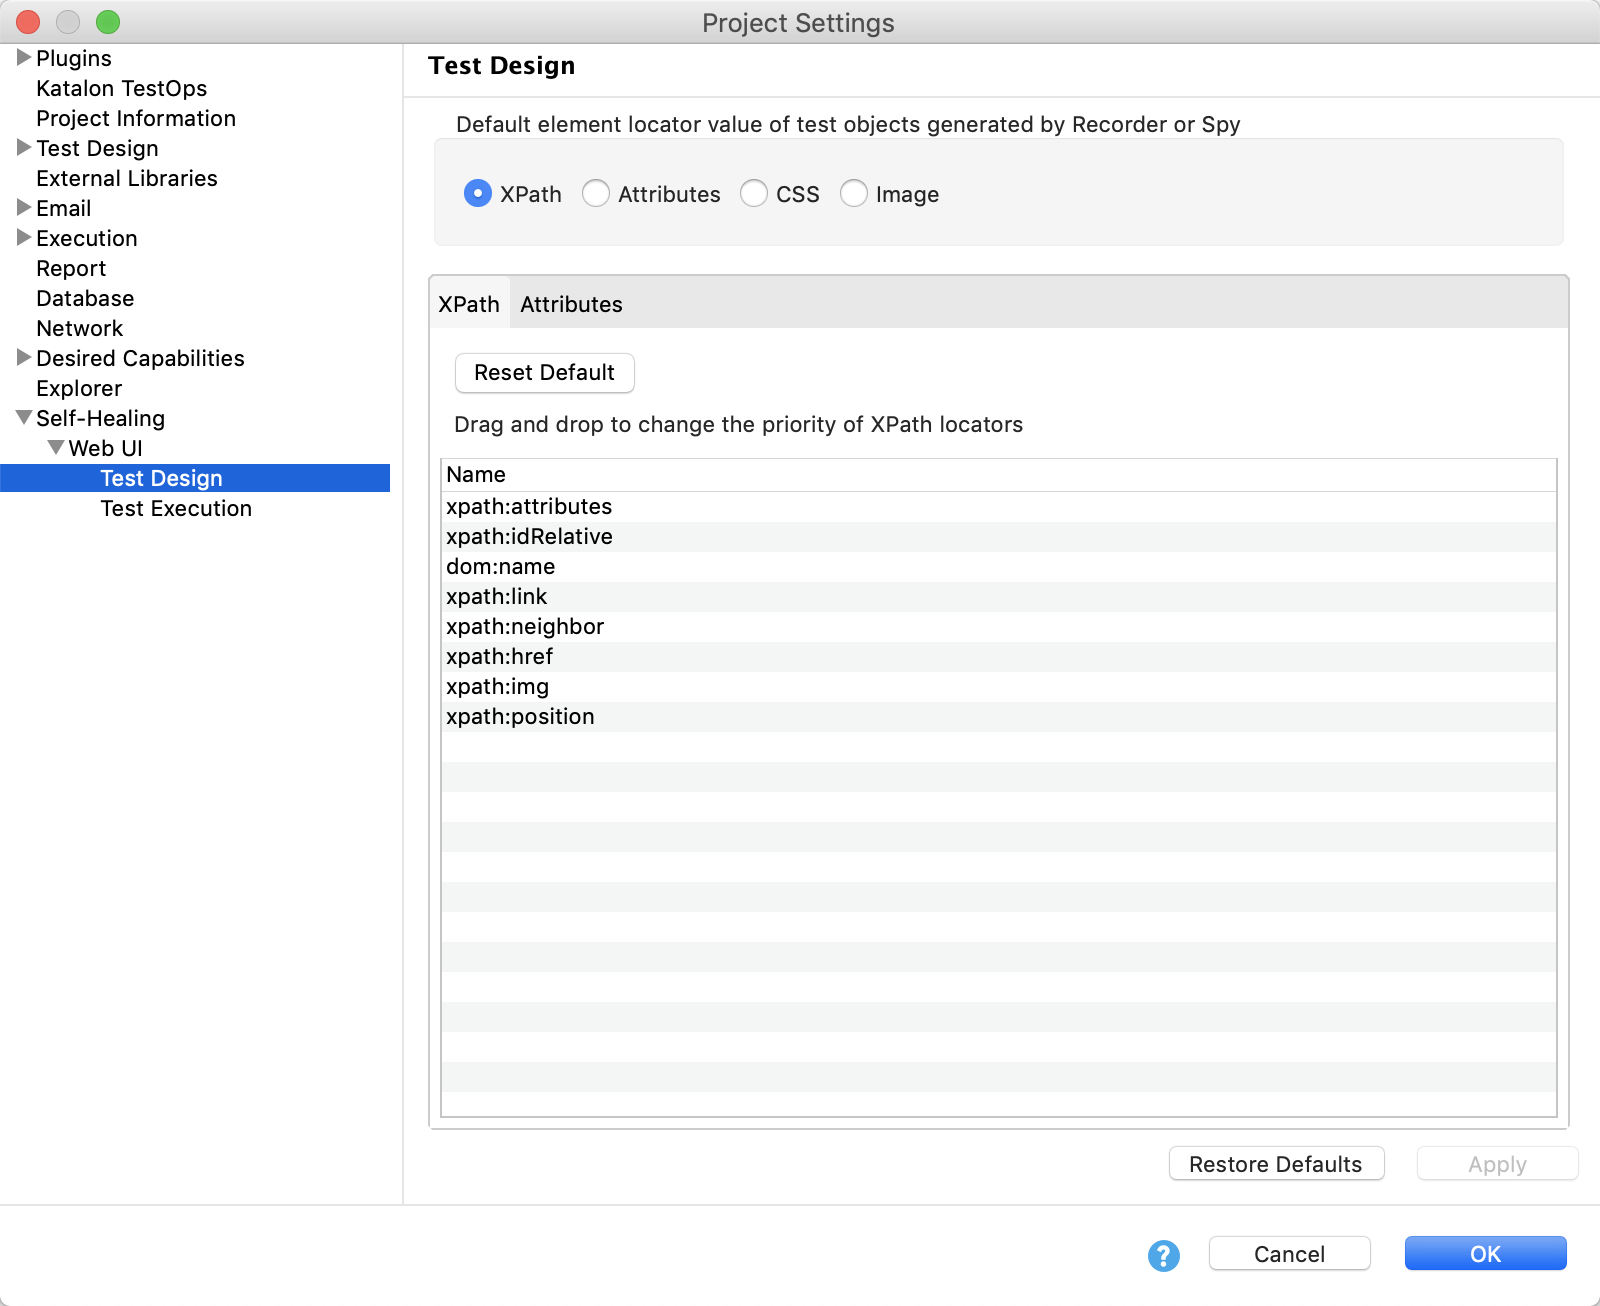 Project Settings
Plugins
Katalon TestOps
Project Information
Test Design
External Libraries
Email
Execution
Report
Database
Network
Desired Capabilities
Explorer
Self-Healing
Web UI
Test Design
Test Execution
Test Design
Default element locator value of test objects generated by Recorder or Spy
XPath Attributes CSS Image
XPath Attributes
Reset Default
Drag and drop to change the priority of XPath locators
Name
xpath:attributes
xpath:idRelative
dom:name
xpath:link
xpath:neighbor
xpath:href
xpath:img
xpath:position
Restore Defaults Apply
? Cancel OK